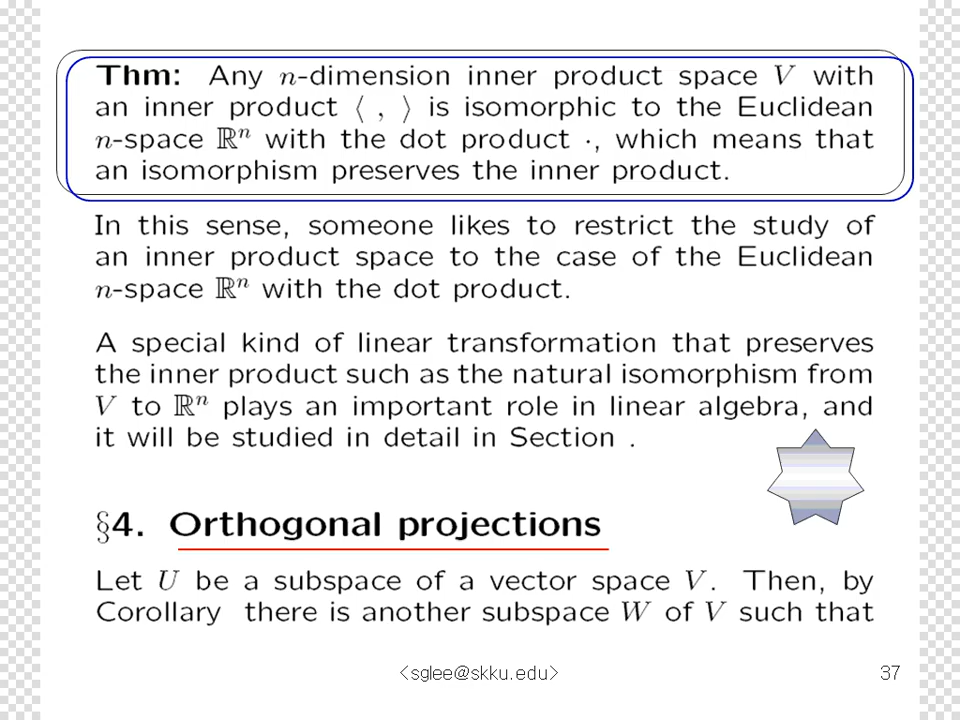 Thm: Any n-dimension inner product space V with
an inner product ⟨ , ⟩ is isomorphic to the Euclidean
n-space ℝⁿ with the dot product ·, which means that
an isomorphism preserves the inner product.
In this sense, someone likes to restrict the study of
an inner product space to the case of the Euclidean
n-space ℝⁿ with the dot product.
A special kind of linear transformation that preserves
the inner product such as the natural isomorphism from
V to ℝⁿ plays an important role in linear algebra, and
it will be studied in detail in Section .
§4. Orthogonal projections
Let U be a subspace of a vector space V. Then, by
Corollary there is another subspace W of V such that
<sglee@skku.edu>
37